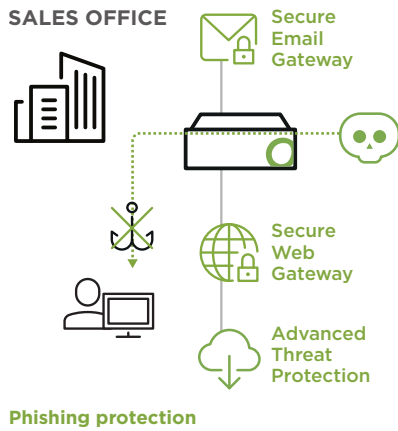 SALES OFFICE
Secure
Email
Gateway
Secure
Web
Gateway
Advanced
Threat
Protection
Phishing protection